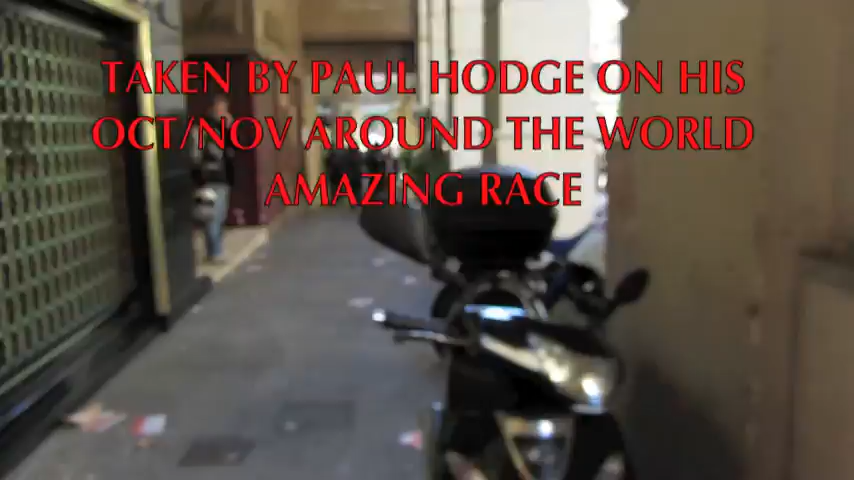 TAKEN BY PAUL HODGE ON HIS
OCT/NOV AROUND THE WORLD
AMAZING RACE